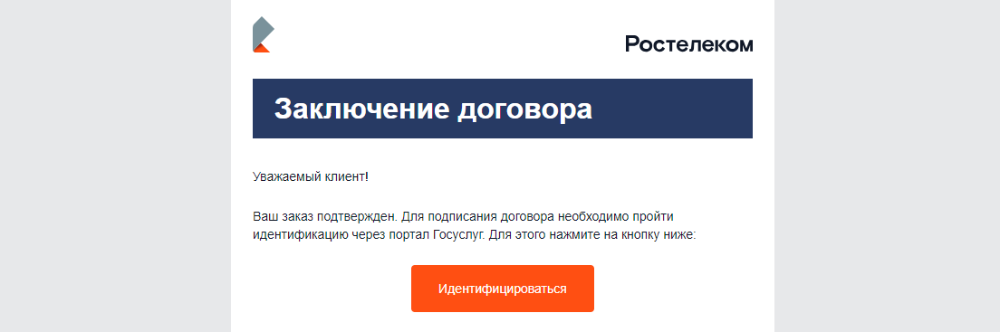 Ростелеком
Заключение договора
Уважаемый клиент!
Ваш заказ подтвержден. Для подписания договора необходимо пройти
идентификацию через портал Госуслуг. Для этого нажмите на кнопку ниже:
Идентифицироваться